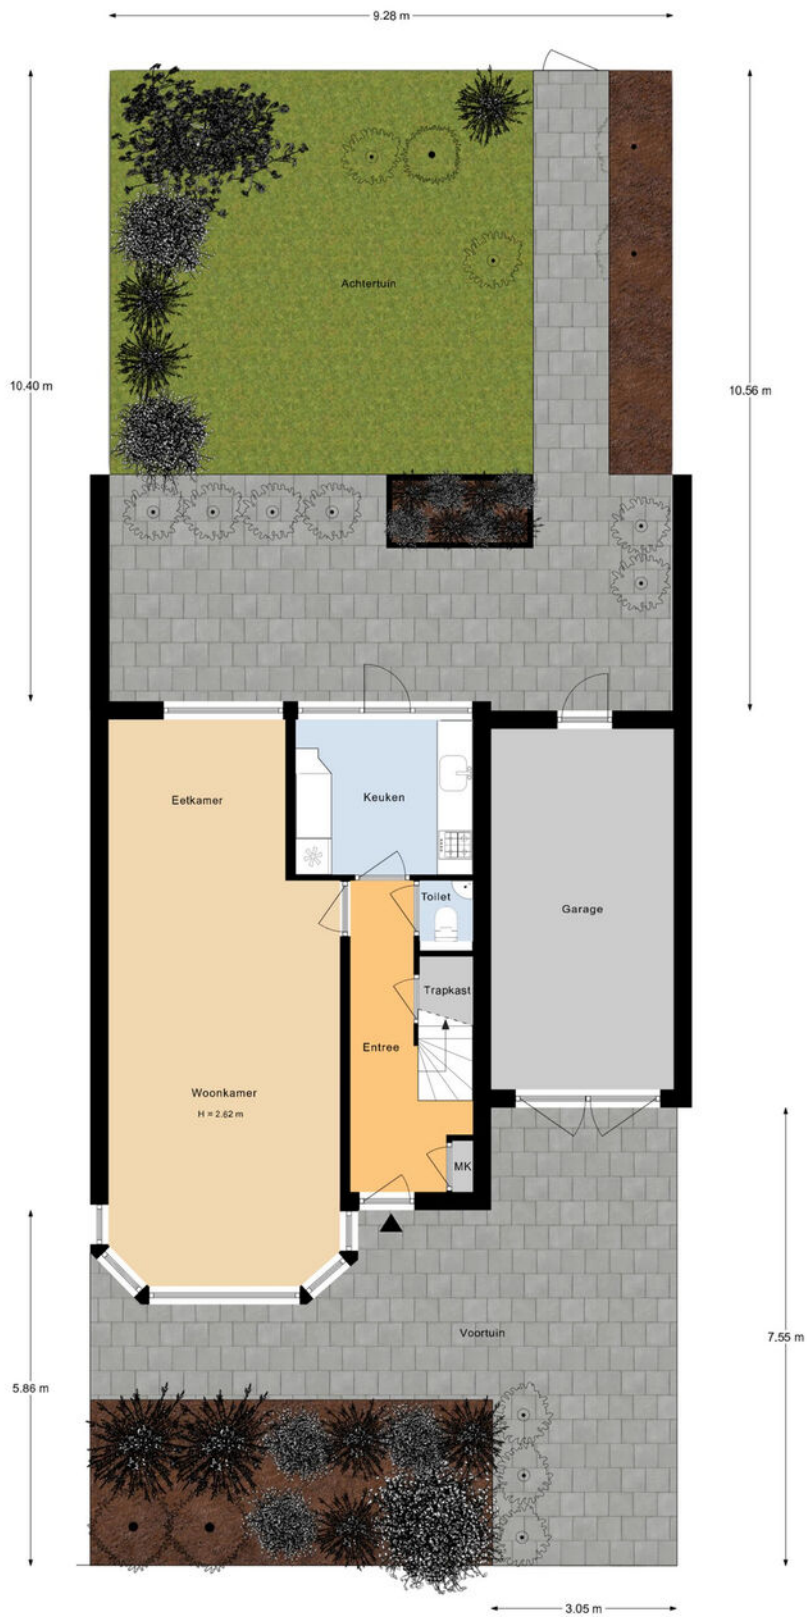 9.28 m
Achtertuin
10.40 m
10.56 m
Eetkamer
Keuken
Toilet
Garage
Trapkast
Entree
Woonkamer
H = 2.62 m
MK
Voortuin
7.55 m
5.86 m
3.05 m